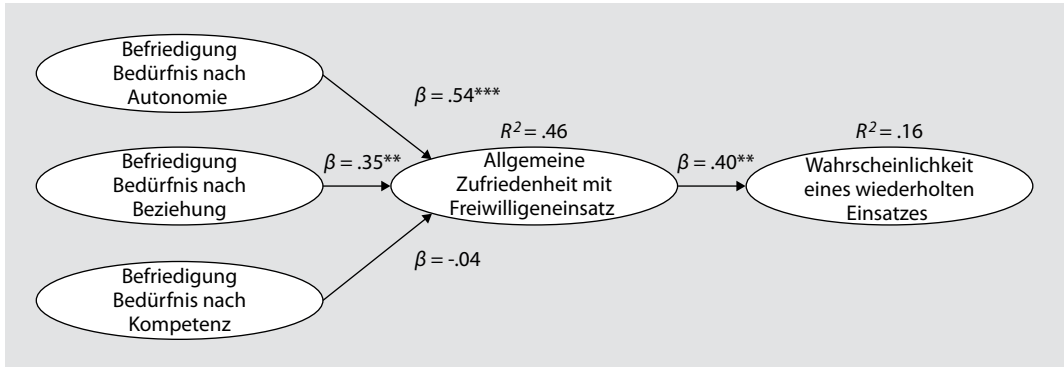 Befriedigung
Bedürfnis nach
Autonomie
β = .54***
R² = .46
R² = .16
Befriedigung
Bedürfnis nach
Beziehung
β = .35**
Allgemeine
Zufriedenheit mit
Freiwilligeneinsatz
β = .40**
Wahrscheinlichkeit
eines wiederholten
Einsatzes
β = -.04
Befriedigung
Bedürfnis nach
Kompetenz